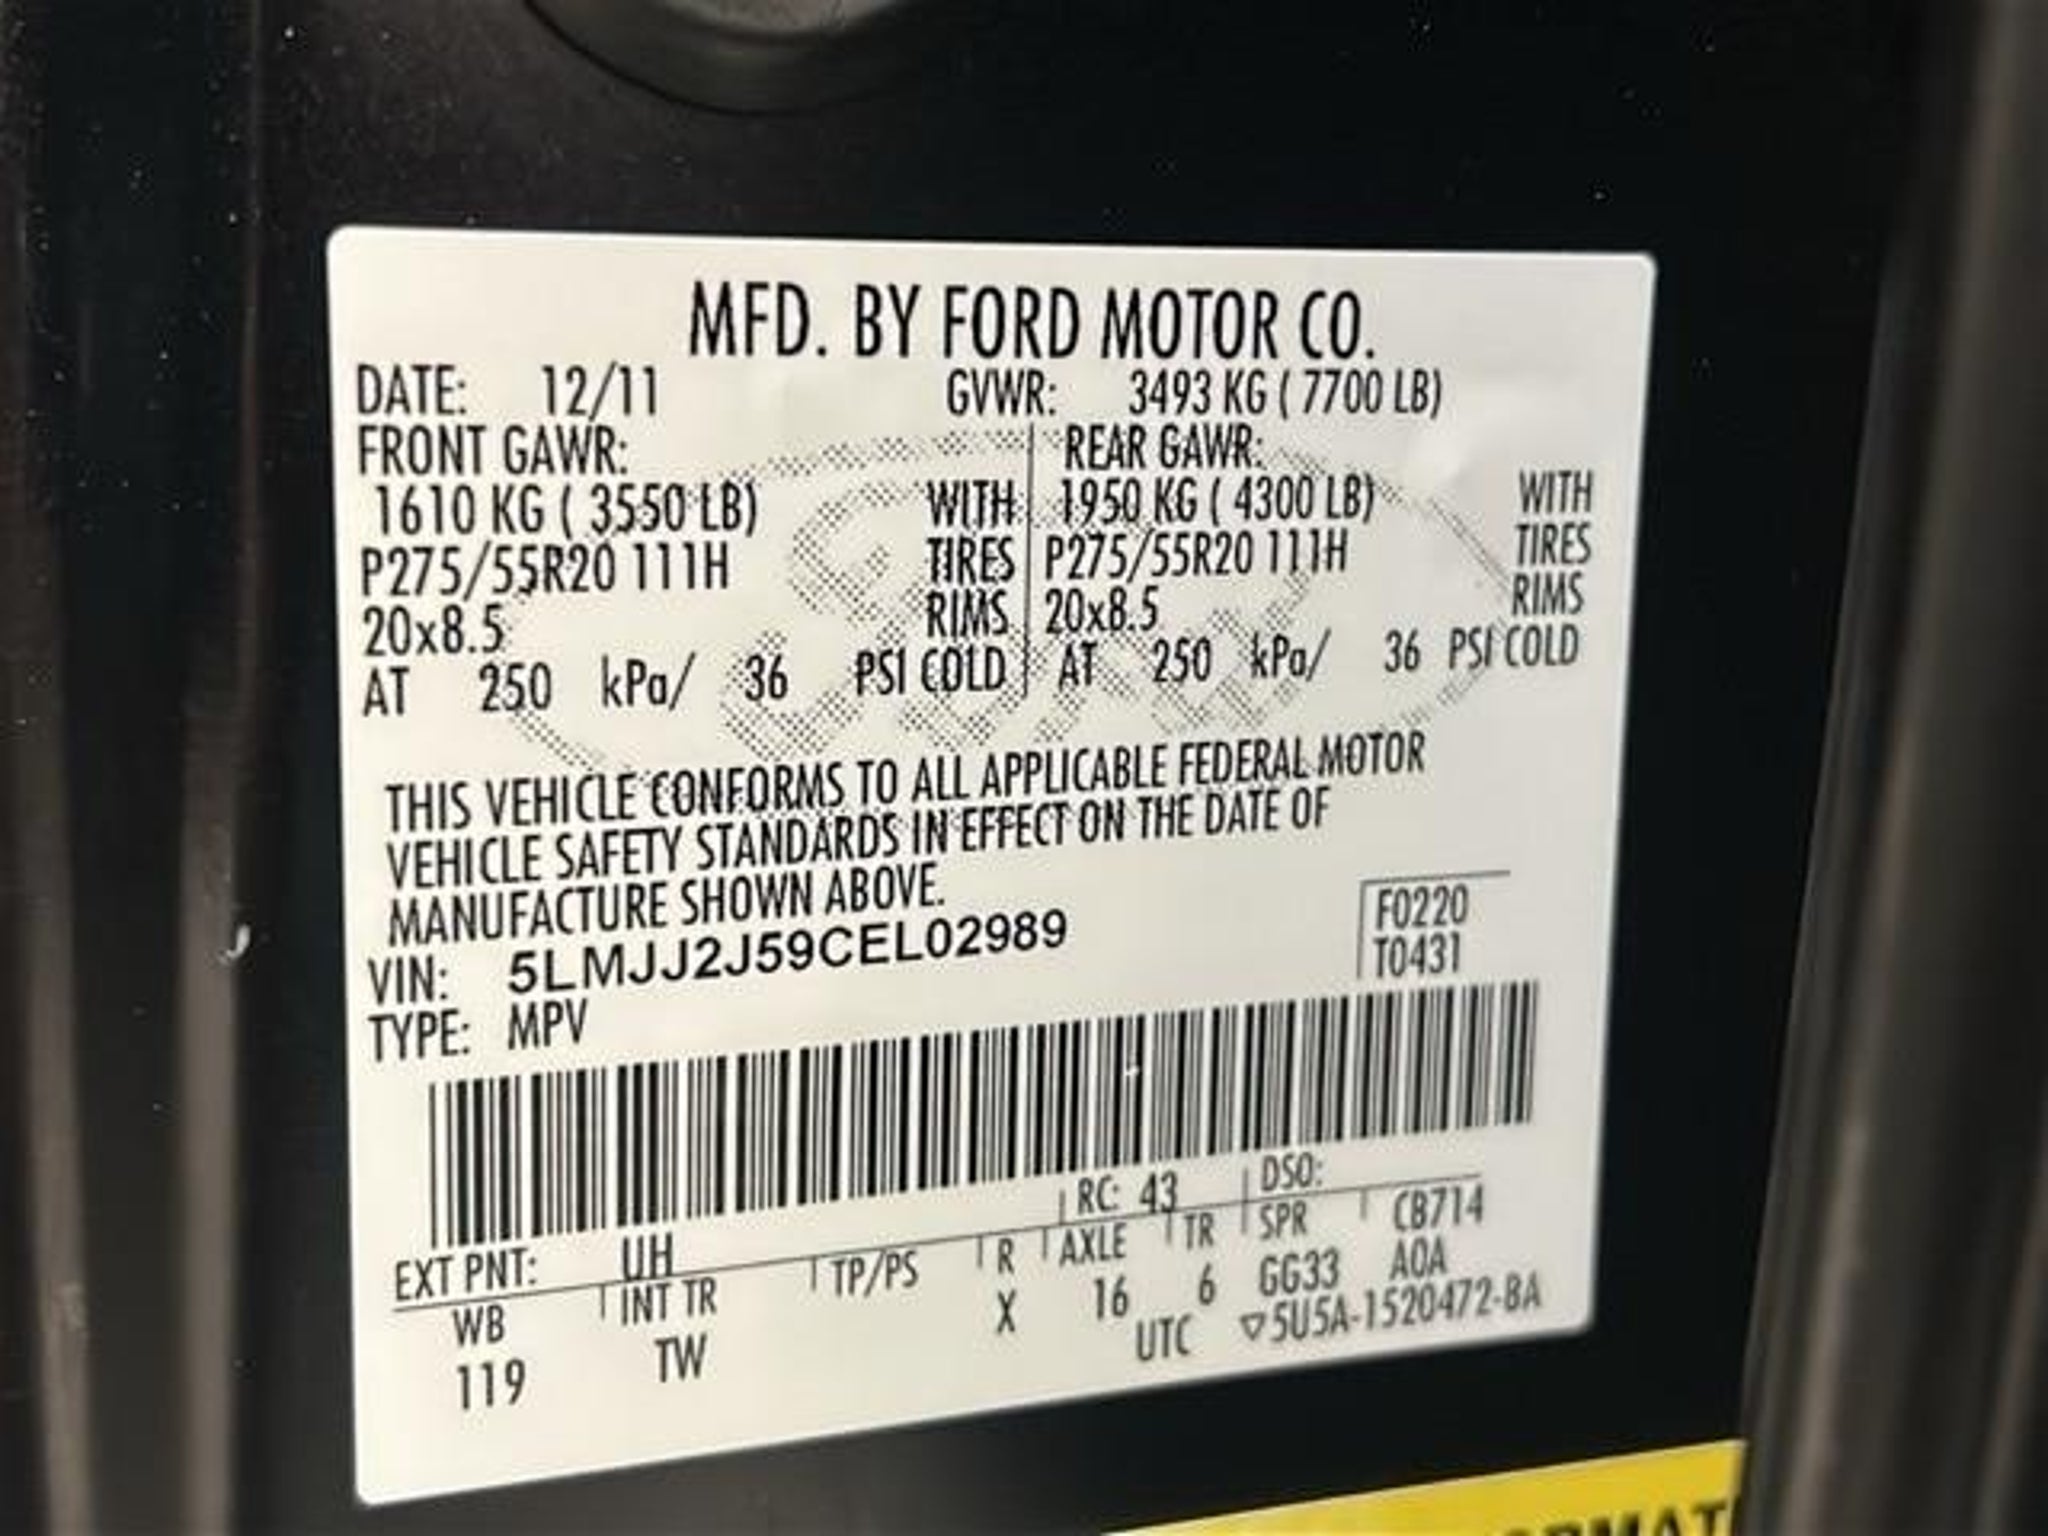 MFD. BY FORD MOTOR CO.
DATE: 12/11 GVWR: 3493 KG ( 7700 LB)
FRONT GAWR: REAR GAWR:
1610 KG ( 3550 LB) WITH 1950 KG ( 4300 LB) WITH
P275/55R20 111H TIRES P275/55R20 111H TIRES
20x8.5 RIMS 20x8.5 RIMS
AT 250 kPa/ 36 PSI COLD AT 250 kPa/ 36 PSI COLD
THIS VEHICLE CONFORMS TO ALL APPLICABLE FEDERAL MOTOR
VEHICLE SAFETY STANDARDS IN EFFECT ON THE DATE OF
MANUFACTURE SHOWN ABOVE.
F0220
VIN: 5LMJJ2J59CEL02989 T0431
TYPE: MPV
RC: 43 DSO:
EXT PNT: UH
WB INT TR TP/PS R AXLE TR SPR CB714
119 TW X 16 6 GG33 AOA
UTC ▽5U5A-1520472-BA